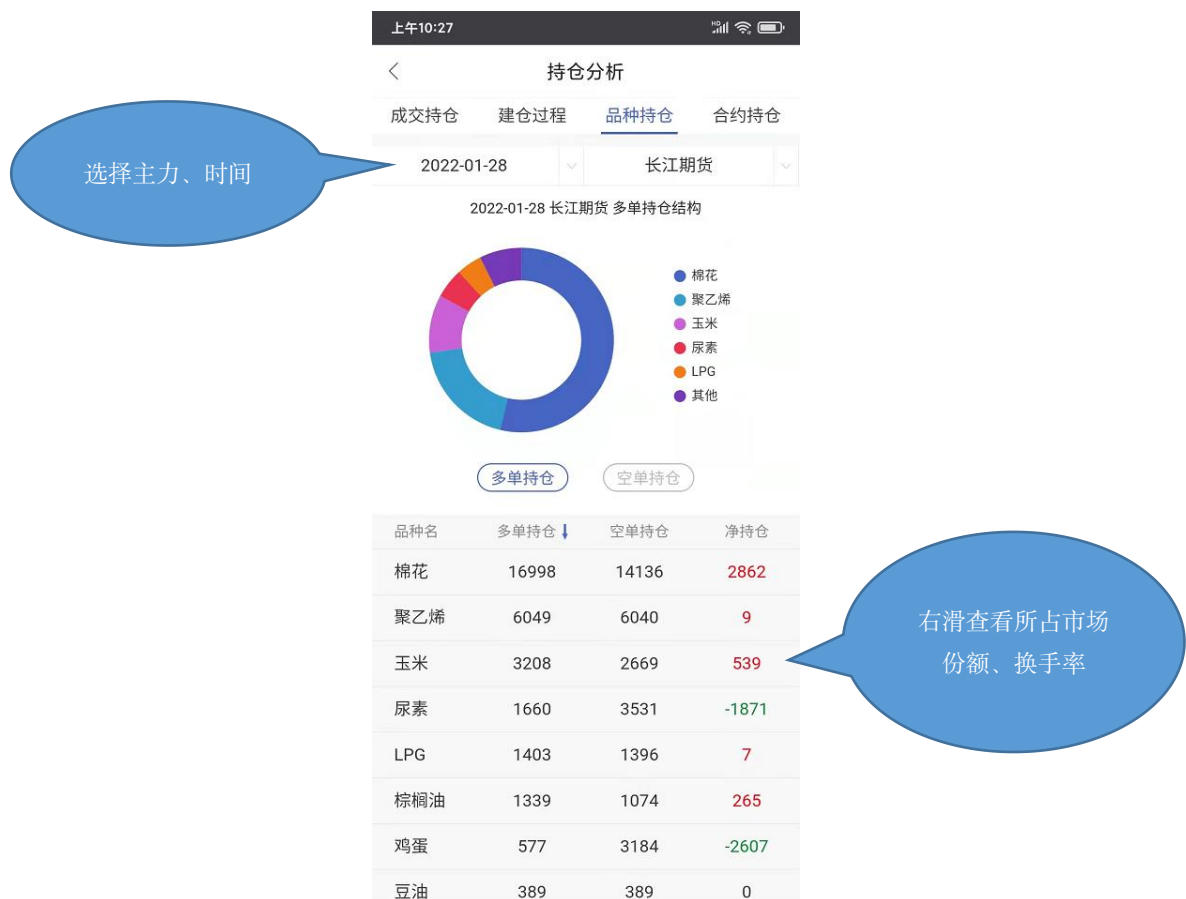 上午10:27
HD
持仓分析
成交持仓 建仓过程 品种持仓 合约持仓
选择主力、时间
2022-01-28 长江期货
2022-01-28 长江期货 多单持仓结构
棉花
聚乙烯
玉米
尿素
LPG
其他
多单持仓 空单持仓
品种名 多单持仓 空单持仓 净持仓
棉花 16998 14136 2862
聚乙烯 6049 6040 9
右滑查看所占市场
份额、换手率
玉米 3208 2669 539
尿素 1660 3531 -1871
LPG 1403 1396 7
棕榈油 1339 1074 265
鸡蛋 577 3184 -2607
豆油 389 389 0